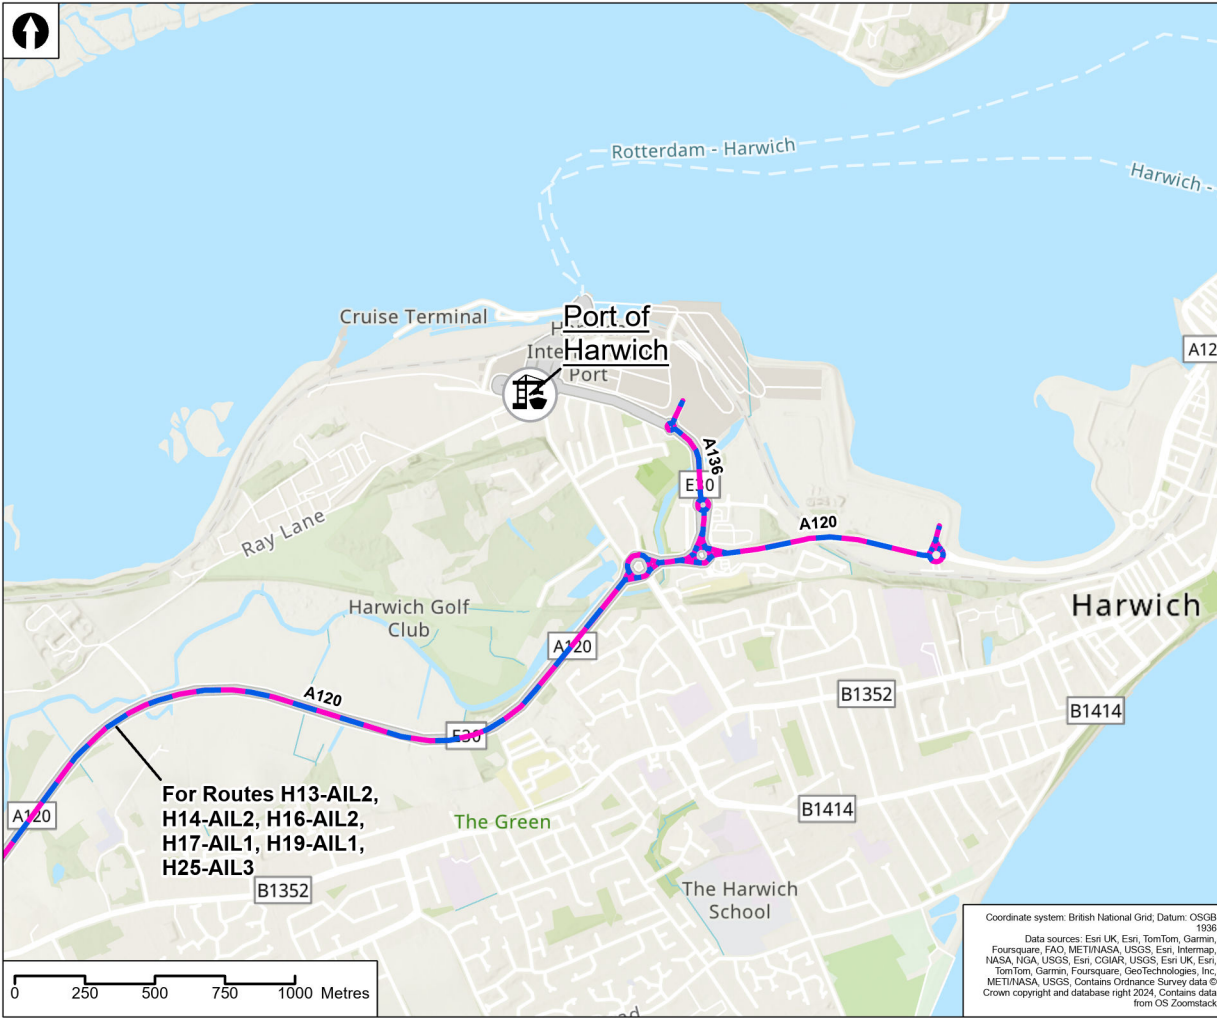 Rotterdam - Harwich
Harwich -
Cruise Terminal
Port of
Harwich
Port
A12
A136
E30
A120
Ray Lane
Harwich Golf
Club
Harwich
A120
B1352
A120
B1414
E30
For Routes H13-AIL2,
H14-AIL2, H16-AIL2,
H17-AIL1, H19-AIL1,
H25-AIL3
A120
The Green
B1414
B1352
The Harwich
School
Coordinate system: British National Grid; Datum: OSGB
1936
Data sources: Esri UK, Esri, TomTom, Garmin,
Foursquare, FAO, METI/NASA, USGS, Esri, Intermap,
NASA, NGA, USGS, Esri, CGIAR, USGS, Esri UK, Esri,
TomTom, Garmin, Foursquare, GeoTechnologies, Inc,
METI/NASA, USGS, Contains Ordnance Survey data ©
Crown copyright and database right 2024, Contains data
from OS Zoomstack
0 250 500 750 1000 Metres